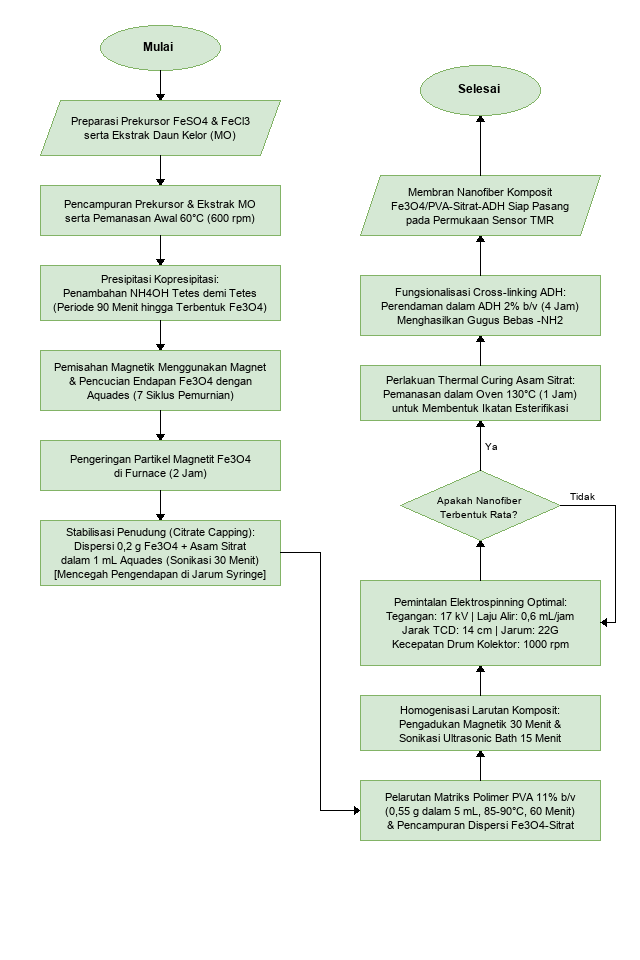 Mulai
Preparasi Prekursor FeSO4 & FeCl3
serta Ekstrak Daun Kelor (MO)
Pencampuran Prekursor & Ekstrak MO
serta Pemanasan Awal 60°C (600 rpm)
Presipitasi Kopresipitasi:
Penambahan NH4OH Tetes demi Tetes
(Periode 90 Menit hingga Terbentuk Fe3O4)
Pemisahan Magnetik Menggunakan Magnet
& Pencucian Endapan Fe3O4 dengan
Aquades (7 Siklus Pemurnian)
Pengeringan Partikel Magnetit Fe3O4
di Furnace (2 Jam)
Stabilisasi Penudung (Citrate Capping):
Dispersi 0,2 g Fe3O4 + Asam Sitrat
dalam 1 mL Aquades (Sonikasi 30 Menit)
[Mencegah Pengendapan di Jarum Syringe]
Pelarutan Matriks Polimer PVA 11% b/v
(0,55 g dalam 5 mL, 85-90°C, 60 Menit)
& Pencampuran Dispersi Fe3O4-Sitrat
Homogenisasi Larutan Komposit:
Pengadukan Magnetik 30 Menit &
Sonikasi Ultrasonic Bath 15 Menit
Pemintalan Elektrospinning Optimal:
Tegangan: 17 kV | Laju Alir: 0,6 mL/jam
Jarak TCD: 14 cm | Jarum: 22G
Kecepatan Drum Kolektor: 1000 rpm
Apakah Nanofiber
Terbentuk Rata?
Tidak
Ya
Perlakuan Thermal Curing Asam Sitrat:
Pemanasan dalam Oven 130°C (1 Jam)
untuk Membentuk Ikatan Esterifikasi
Fungsionalisasi Cross-linking ADH:
Perendaman dalam ADH 2% b/v (4 Jam)
Menghasilkan Gugus Bebas -NH2
Membran Nanofiber Komposit
Fe3O4/PVA-Sitrat-ADH Siap Pasang
pada Permukaan Sensor TMR
Selesai